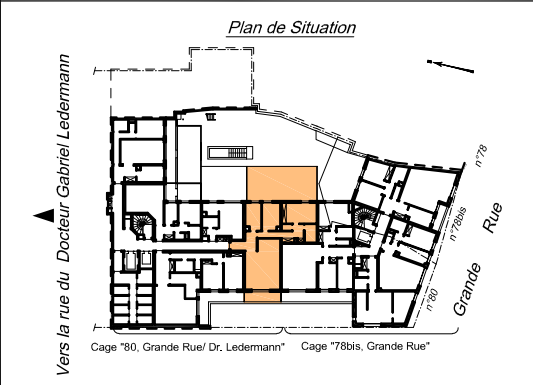 Plan de Situation
Vers la rue du Docteur Gabriel Ledermann
n°78
n°78bis
n°80
Grande Rue
Cage "80, Grande Rue/ Dr. Ledermann"
Cage "78bis, Grande Rue"